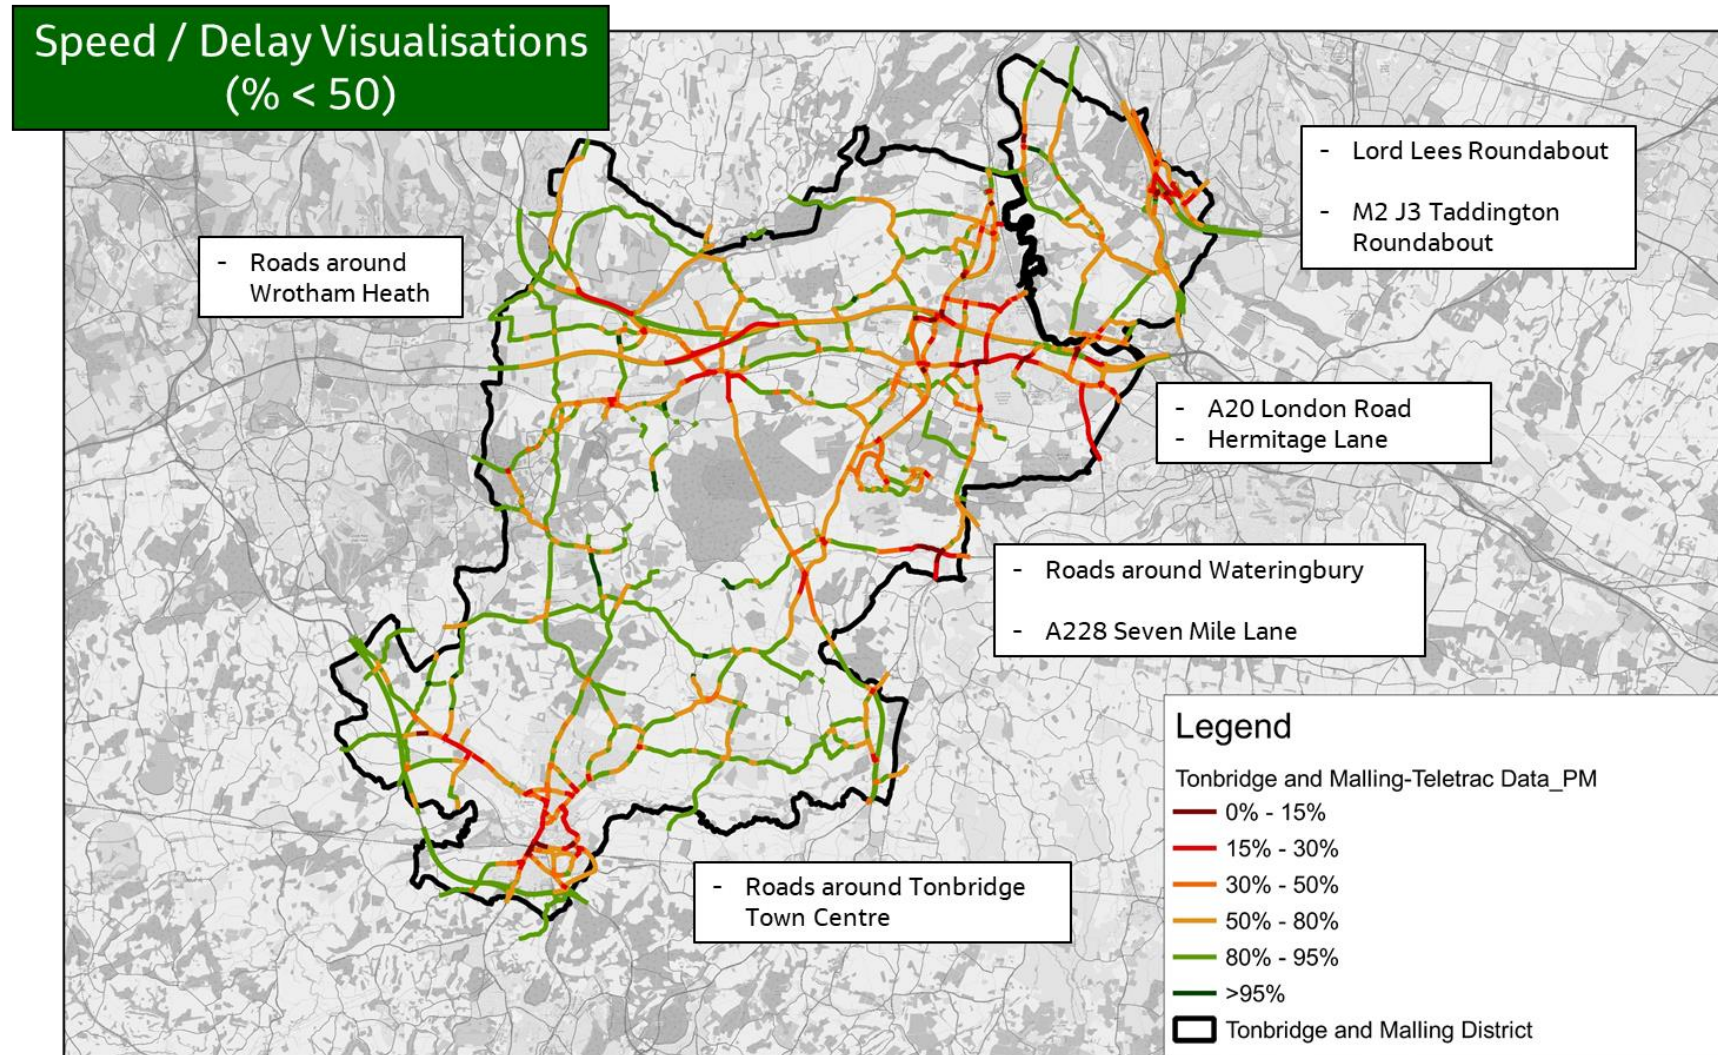 Speed / Delay Visualisations
(% < 50)
- Lord Lees Roundabout
- M2 J3 Taddington
Roundabout
- Roads around
Wrotham Heath
- A20 London Road
- Hermitage Lane
- Roads around Wateringbury
- A228 Seven Mile Lane
- Roads around Tonbridge
Town Centre
Legend
Tonbridge and Malling-Teletrac Data_PM
0% - 15%
15% - 30%
30% - 50%
50% - 80%
80% - 95%
>95%
Tonbridge and Malling District